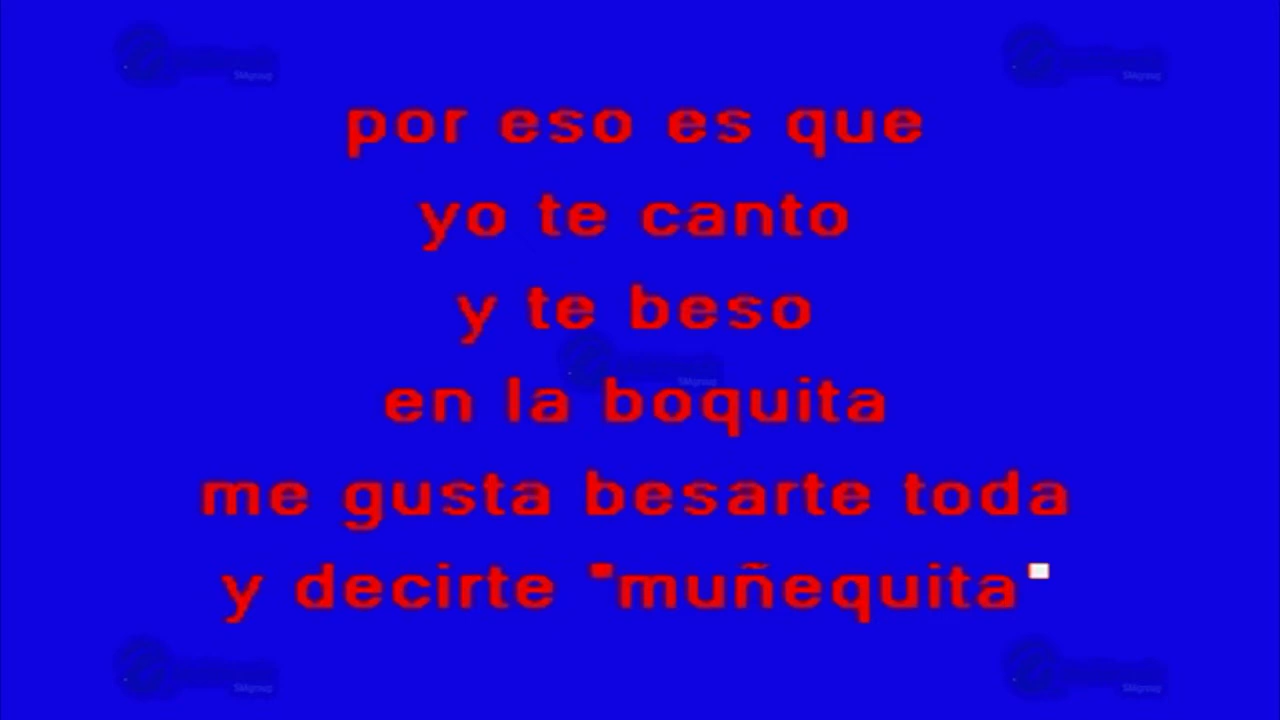 por eso es que
yo te canto
y te beso
en la boquita
me gusta besarte toda
y decirte "muñequita"